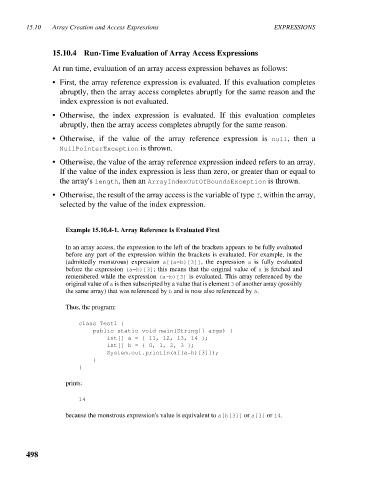 15.10 Array Creation and Access Expressions EXPRESSIONS
15.10.4 Run-Time Evaluation of Array Access Expressions
At run time, evaluation of an array access expression behaves as follows:
• First, the array reference expression is evaluated. If this evaluation completes
abruptly, then the array access completes abruptly for the same reason and the
index expression is not evaluated.
• Otherwise, the index expression is evaluated. If this evaluation completes
abruptly, then the array access completes abruptly for the same reason.
• Otherwise, if the value of the array reference expression is null, then a
NullPointerException is thrown.
• Otherwise, the value of the array reference expression indeed refers to an array.
If the value of the index expression is less than zero, or greater than or equal to
the array's length, then an ArrayIndexOutOfBoundsException is thrown.
• Otherwise, the result of the array access is the variable of type T, within the array,
selected by the value of the index expression.
Example 15.10.4-1. Array Reference Is Evaluated First
In an array access, the expression to the left of the brackets appears to be fully evaluated
before any part of the expression within the brackets is evaluated. For example, in the
(admittedly monstrous) expression a[(a=b)[3]], the expression a is fully evaluated
before the expression (a=b)[3]; this means that the original value of a is fetched and
remembered while the expression (a=b)[3] is evaluated. This array referenced by the
original value of a is then subscripted by a value that is element 3 of another array (possibly
the same array) that was referenced by b and is now also referenced by a.
Thus, the program:
class Test1 {
public static void main(String[] args) {
int[] a = { 11, 12, 13, 14 };
int[] b = { 0, 1, 2, 3 };
System.out.println(a[(a=b)[3]]);
}
}
prints:
14
because the monstrous expression's value is equivalent to a[b[3]] or a[3] or 14.
498